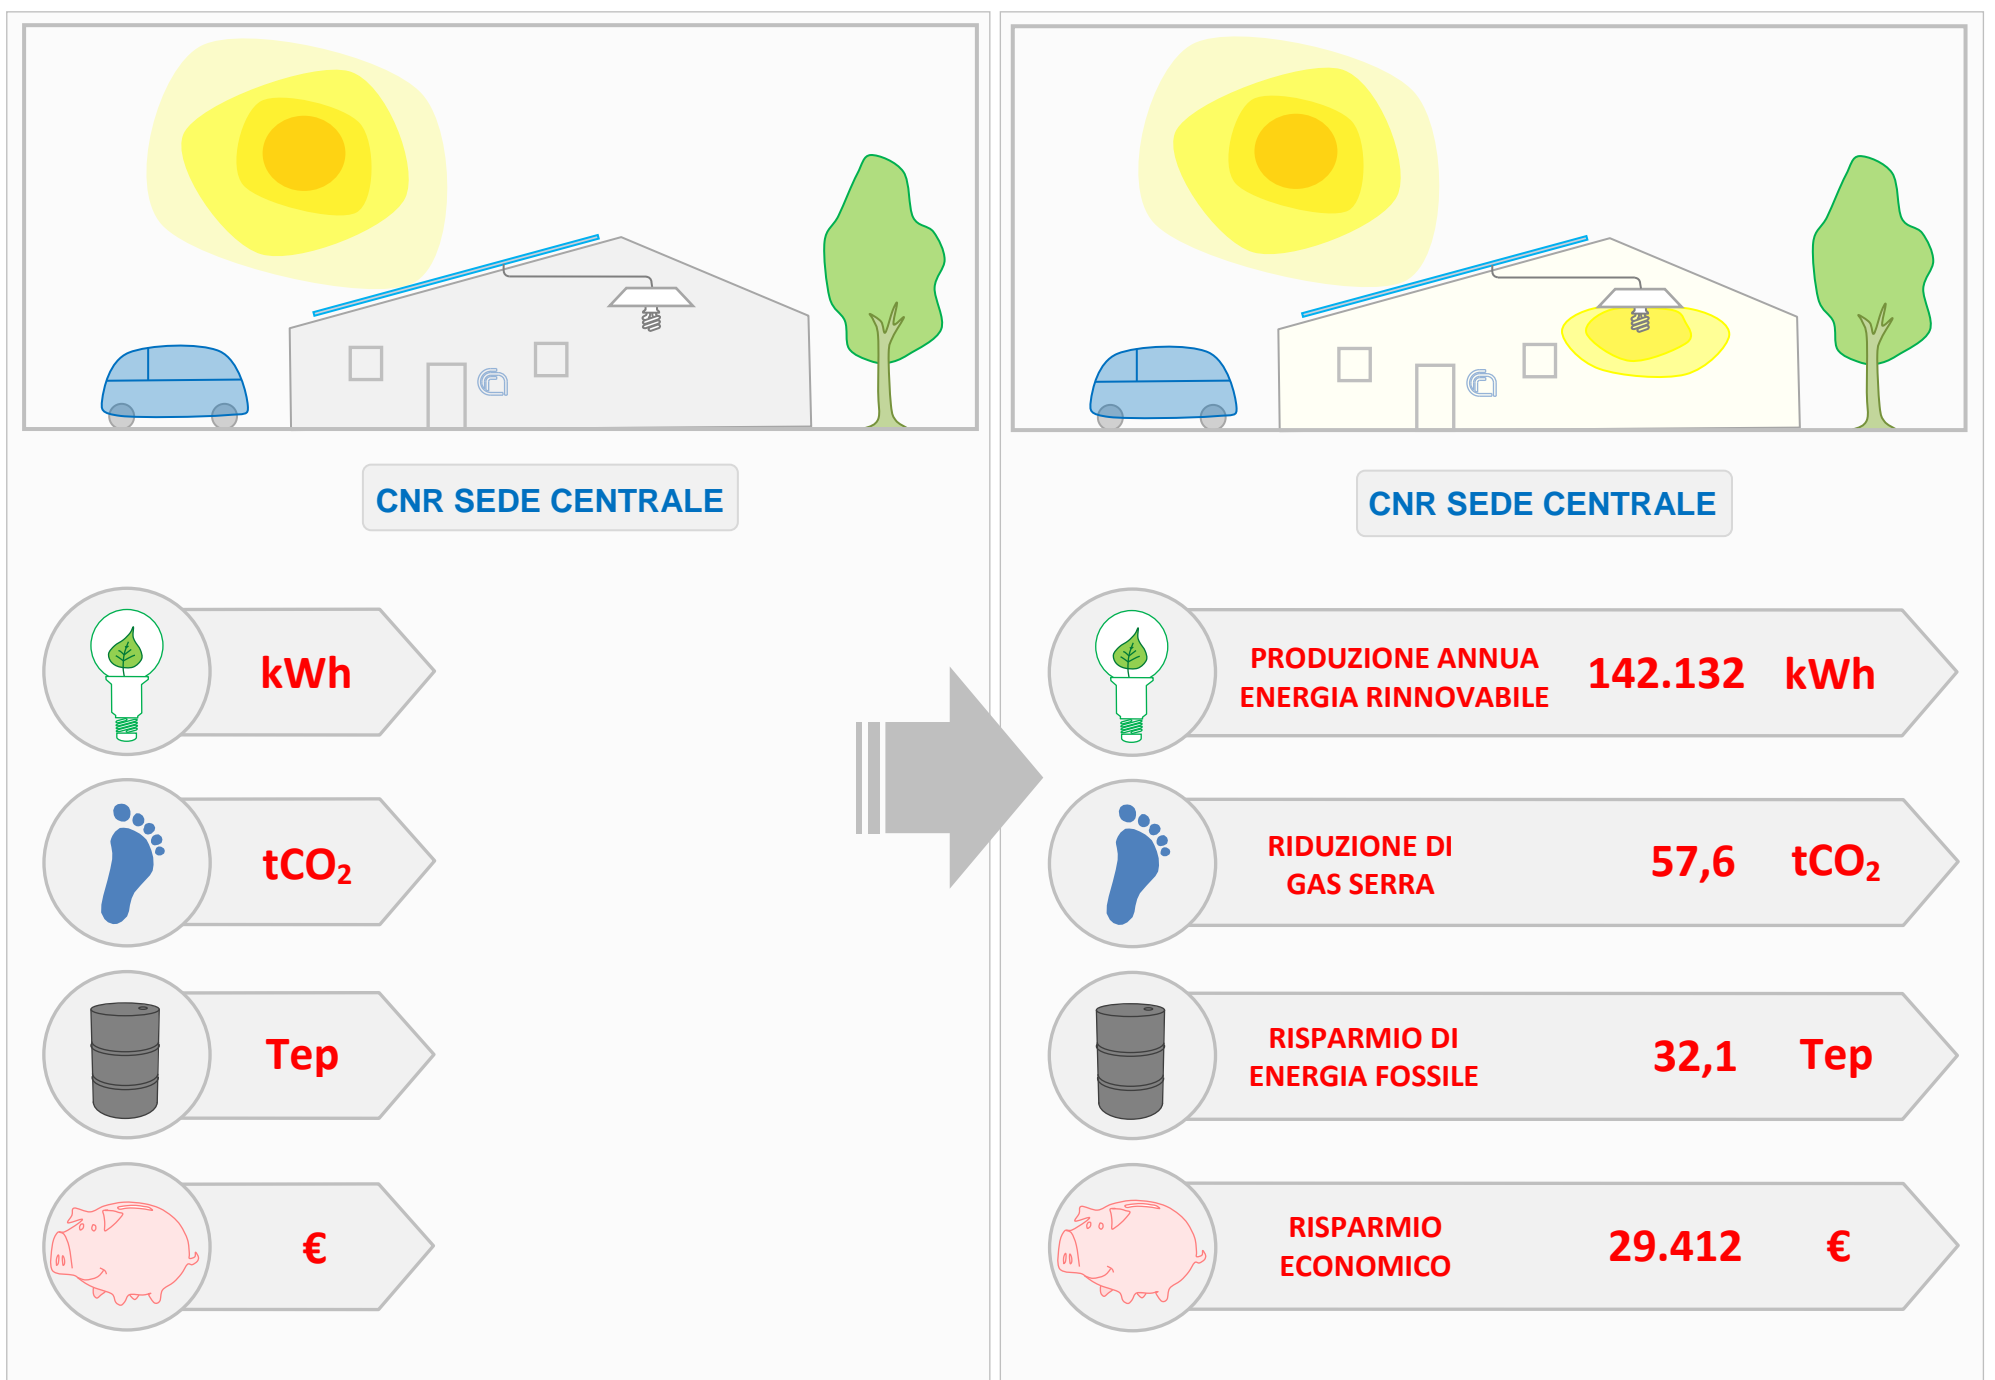 CNR SEDE CENTRALE
kWh
tCO₂
Tep
€
CNR SEDE CENTRALE
PRODUZIONE ANNUA
ENERGIA RINNOVABILE
142.132 kWh
RIDUZIONE DI
GAS SERRA
57,6 tCO₂
RISPARMIO DI
ENERGIA FOSSILE
32,1 Tep
RISPARMIO
ECONOMICO
29.412 €